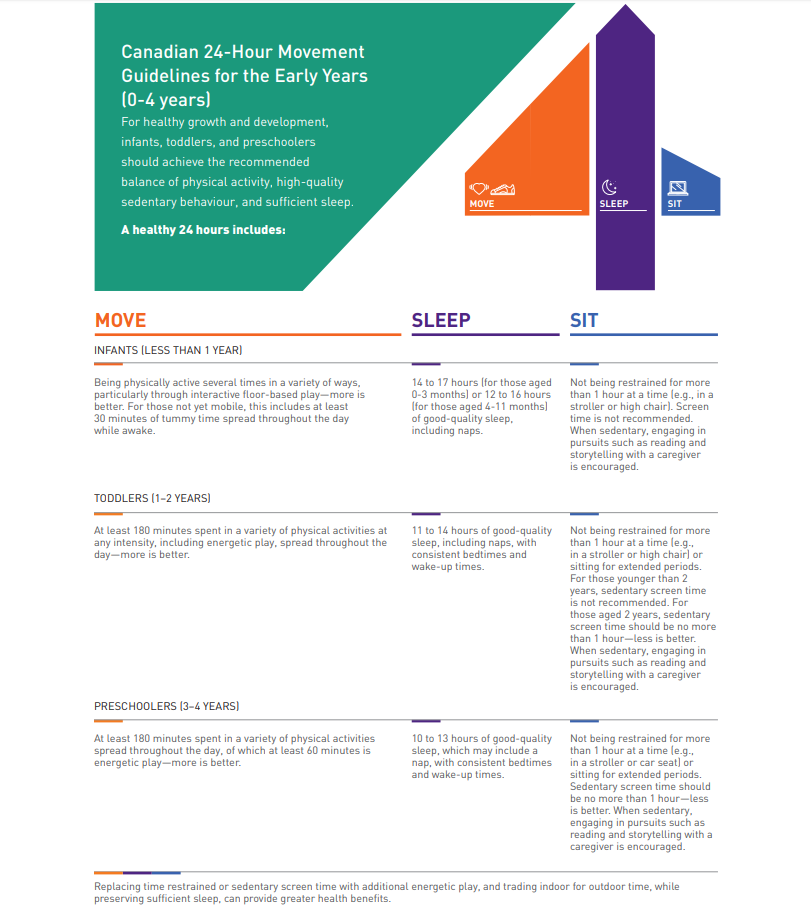 Canadian 24-Hour Movement
Guidelines for the Early Years
(0-4 years)
For healthy growth and development,
infants, toddlers, and preschoolers
should achieve the recommended
balance of physical activity, high-quality
sedentary behaviour, and sufficient sleep.
A healthy 24 hours includes:
MOVE
SLEEP
SIT
MOVE
SLEEP
SIT
INFANTS (LESS THAN 1 YEAR)
Being physically active several times in a variety of ways,
particularly through interactive floor-based play—more is
better. For those not yet mobile, this includes at least
30 minutes of tummy time spread throughout the day
while awake.
14 to 17 hours (for those aged
0-3 months) or 12 to 16 hours
(for those aged 4-11 months)
of good-quality sleep,
including naps.
Not being restrained for more
than 1 hour at a time (e.g., in a
stroller or high chair). Screen
time is not recommended.
When sedentary, engaging in
pursuits such as reading and
storytelling with a caregiver
is encouraged.
TODDLERS (1–2 YEARS)
At least 180 minutes spent in a variety of physical activities at
any intensity, including energetic play, spread throughout the
day—more is better.
11 to 14 hours of good-quality
sleep, including naps, with
consistent bedtimes and
wake-up times.
Not being restrained for more
than 1 hour at a time (e.g.,
in a stroller or high chair) or
sitting for extended periods.
For those younger than 2
years, sedentary screen time
is not recommended. For
those aged 2 years, sedentary
screen time should be no more
than 1 hour—less is better.
When sedentary, engaging in
pursuits such as reading and
storytelling with a caregiver
is encouraged.
PRESCHOOLERS (3–4 YEARS)
At least 180 minutes spent in a variety of physical activities
spread throughout the day, of which at least 60 minutes is
energetic play—more is better.
10 to 13 hours of good-quality
sleep, which may include a
nap, with consistent bedtimes
and wake-up times.
Not being restrained for more
than 1 hour at a time (e.g.,
in a stroller or car seat) or
sitting for extended periods.
Sedentary screen time should
be no more than 1 hour—less
is better. When sedentary,
engaging in pursuits such as
reading and storytelling with a
caregiver is encouraged.
Replacing time restrained or sedentary screen time with additional energetic play, and trading indoor for outdoor time, while
preserving sufficient sleep, can provide greater health benefits.